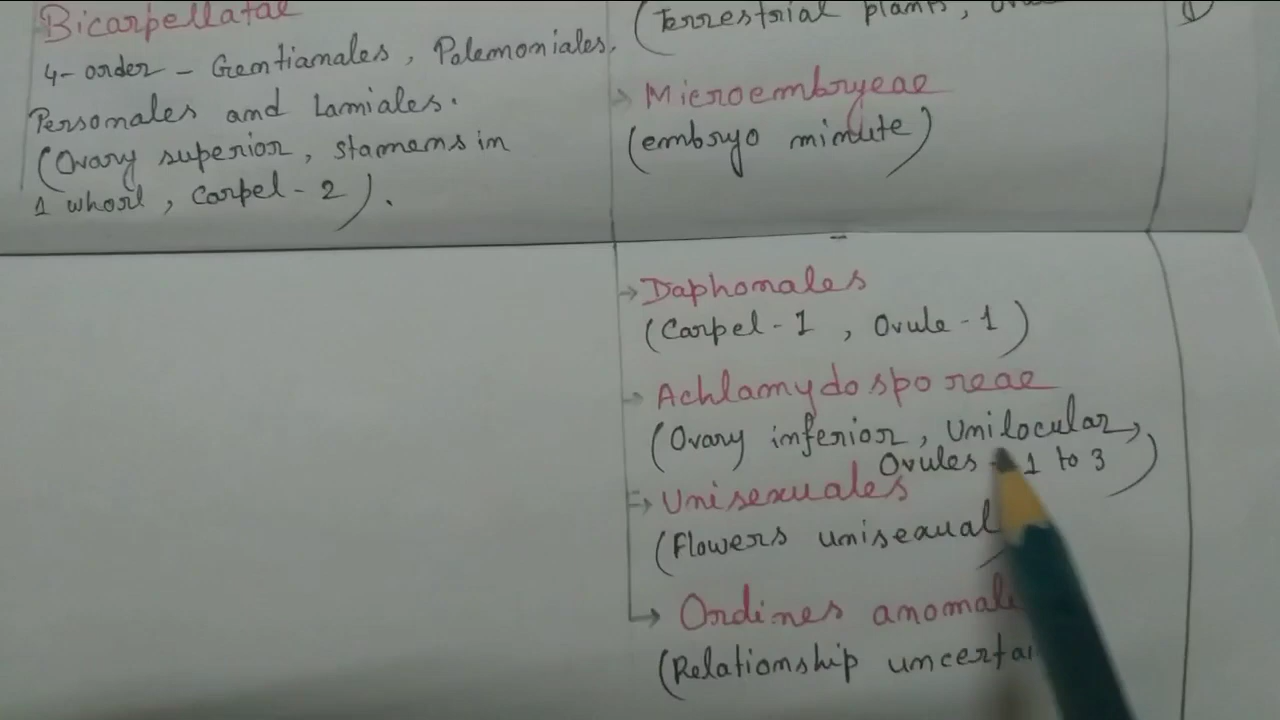 Bicarpellatae
4-order - Gentianales, Polemoniales,
Personales and Lamiales.
(Ovary superior, stamens in
1 whorl, Carpel - 2).
(Terrestrial plants,
→ Microembryeae
(embryo minute)
→ Daphnales
(Carpel - 1, Ovule - 1)
→ Achlamydosporeae
(Ovary inferior, Unilocular,
Ovules - 1 to 3)
→ Unisexuales
(Flowers unisexual
→ Ordines anomali
(Relationship uncertai